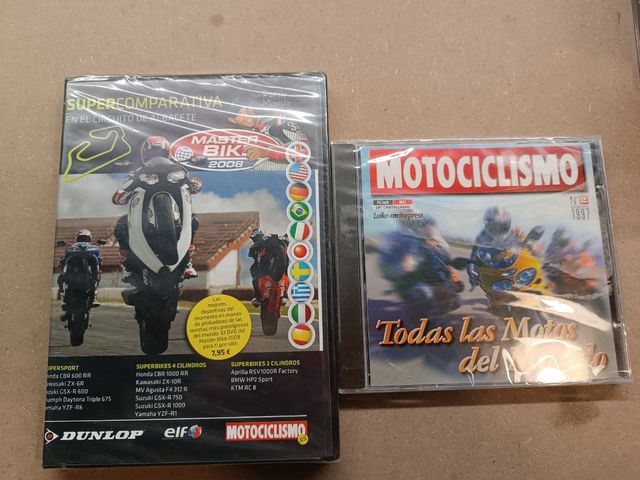 SUPERCOMPARATIVA
EN EL CIRCUITO DE ALBACETE
MASTER
BIKE
2008
Las
mejores
deportivas del
momento en manos
de probadores de las
revistas más prestigiosas
del mundo. El DVD del
Master Bike 2008
para ti por sólo
7,95 €
SUPERSPORT
Honda CBR 600 RR
Kawasaki ZX-6R
Suzuki GSX-R 600
Triumph Daytona Triple 675
Yamaha YZF-R6
SUPERBIKES 4 CILINDROS
Honda CBR 1000 RR
Kawasaki ZX-10R
MV Agusta F4 312 R
Suzuki GSX-R 750
Suzuki GSX-R 1000
Yamaha YZF-R1
SUPERBIKES 2 CILINDROS
Aprilia RSV1000R Factory
BMW HP2 Sport
KTM RC 8
DUNLOP
elf
MOTOCICLISMO
MOTOCICLISMO
EN CASTELLANO
Luike-motorpress
1997
Todas las Motos
del